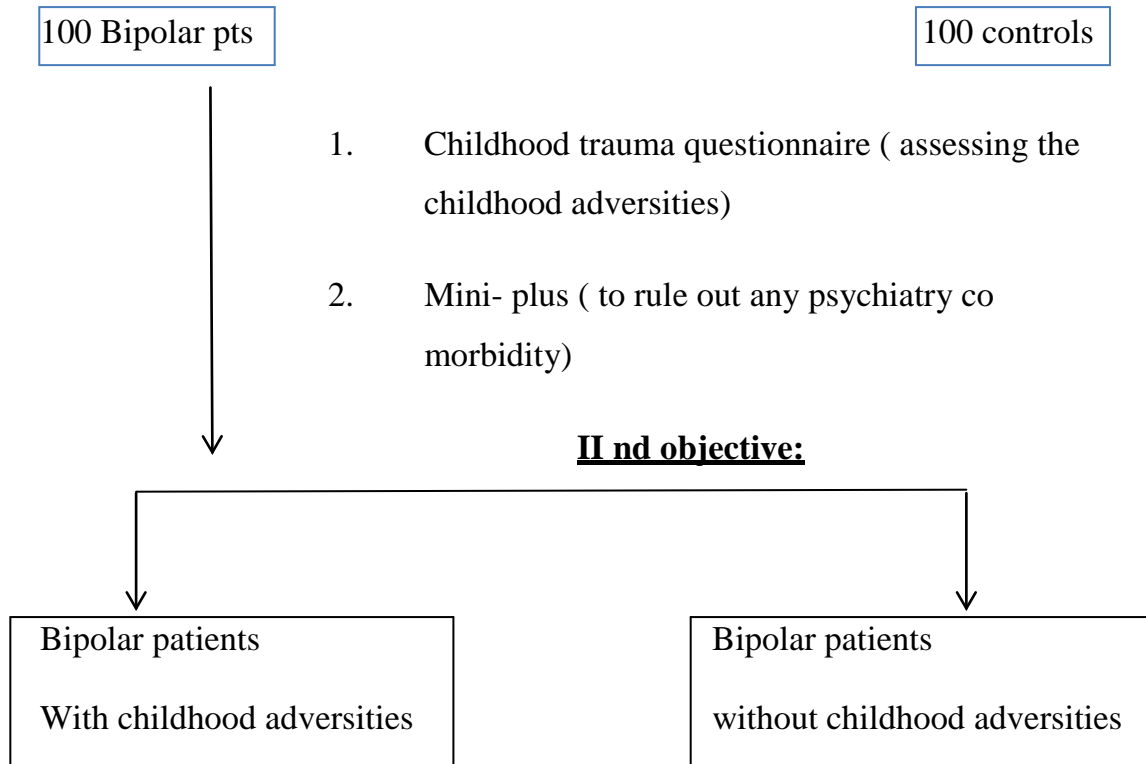 100 Bipolar pts
100 controls
1. Childhood trauma questionnaire ( assessing the
childhood adversities)
2. Mini- plus ( to rule out any psychiatry co
morbidity)
II nd objective:
Bipolar patients
With childhood adversities
Bipolar patients
without childhood adversities